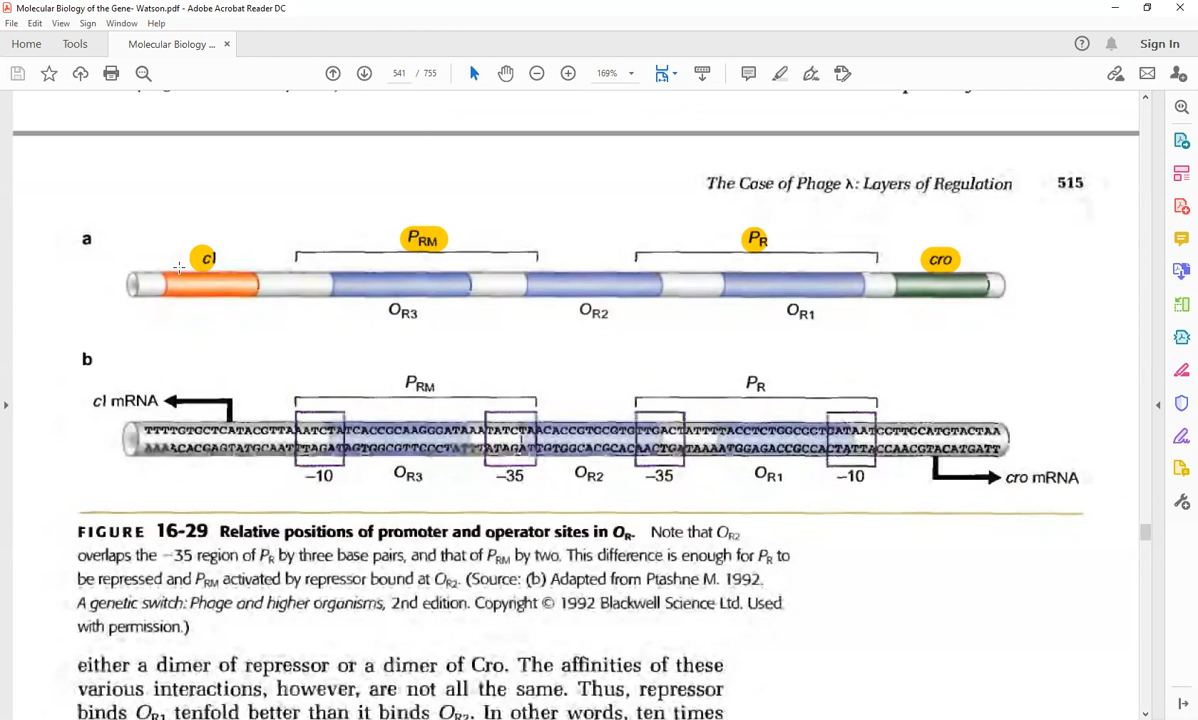 Molecular Biology of the Gene- Watson.pdf - Adobe Acrobat Reader DC
File Edit View Sign Window Help
Home Tools Molecular Biology ... × Sign In
541 / 755 169%
The Case of Phage λ: Layers of Regulation 515
a
cI PRM PR cro
OR3 OR2 OR1
b
cI mRNA PRM PR
TTTTGTGCTCATACGTTAAATCTATCACCGCAAGGGATAAATATCTAACACCGTGCGTGTTGACTATTTTACCTCTGGCGGTGATAATGGTTGCATGTACTAA
-10 OR3 -35 OR2 -35 OR1 -10 cro mRNA
FIGURE 16-29 Relative positions of promoter and operator sites in OR. Note that OR2
overlaps the -35 region of PR by three base pairs, and that of PRM by two. This difference is enough for PR to
be repressed and PRM activated by repressor bound at OR2. (Source: (b) Adapted from Ptashne M. 1992.
A genetic switch: Phage and higher organisms, 2nd edition. Copyright © 1992 Blackwell Science Ltd. Used
with permission.)
either a dimer of repressor or a dimer of Cro. The affinities of these
various interactions, however, are not all the same. Thus, repressor
binds OR1 tenfold better than it binds OR2. In other words, ten times